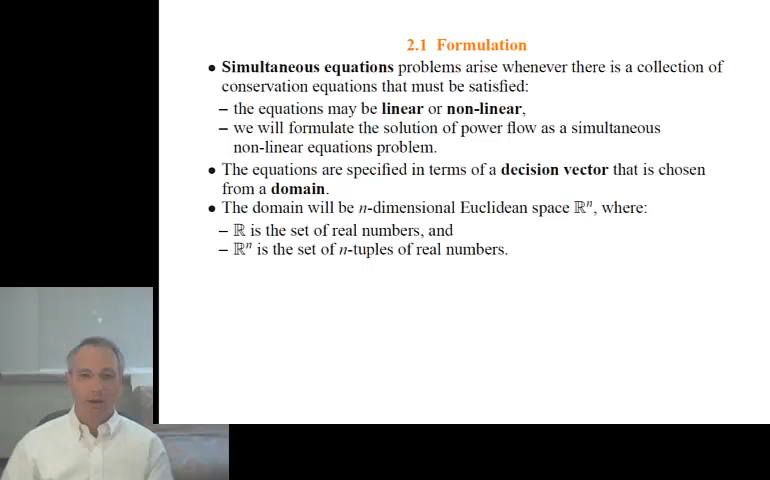 2.1 Formulation
• Simultaneous equations problems arise whenever there is a collection of
conservation equations that must be satisfied:
– the equations may be linear or non-linear,
– we will formulate the solution of power flow as a simultaneous
non-linear equations problem.
• The equations are specified in terms of a decision vector that is chosen
from a domain.
• The domain will be n-dimensional Euclidean space ℝⁿ, where:
– ℝ is the set of real numbers, and
– ℝⁿ is the set of n-tuples of real numbers.